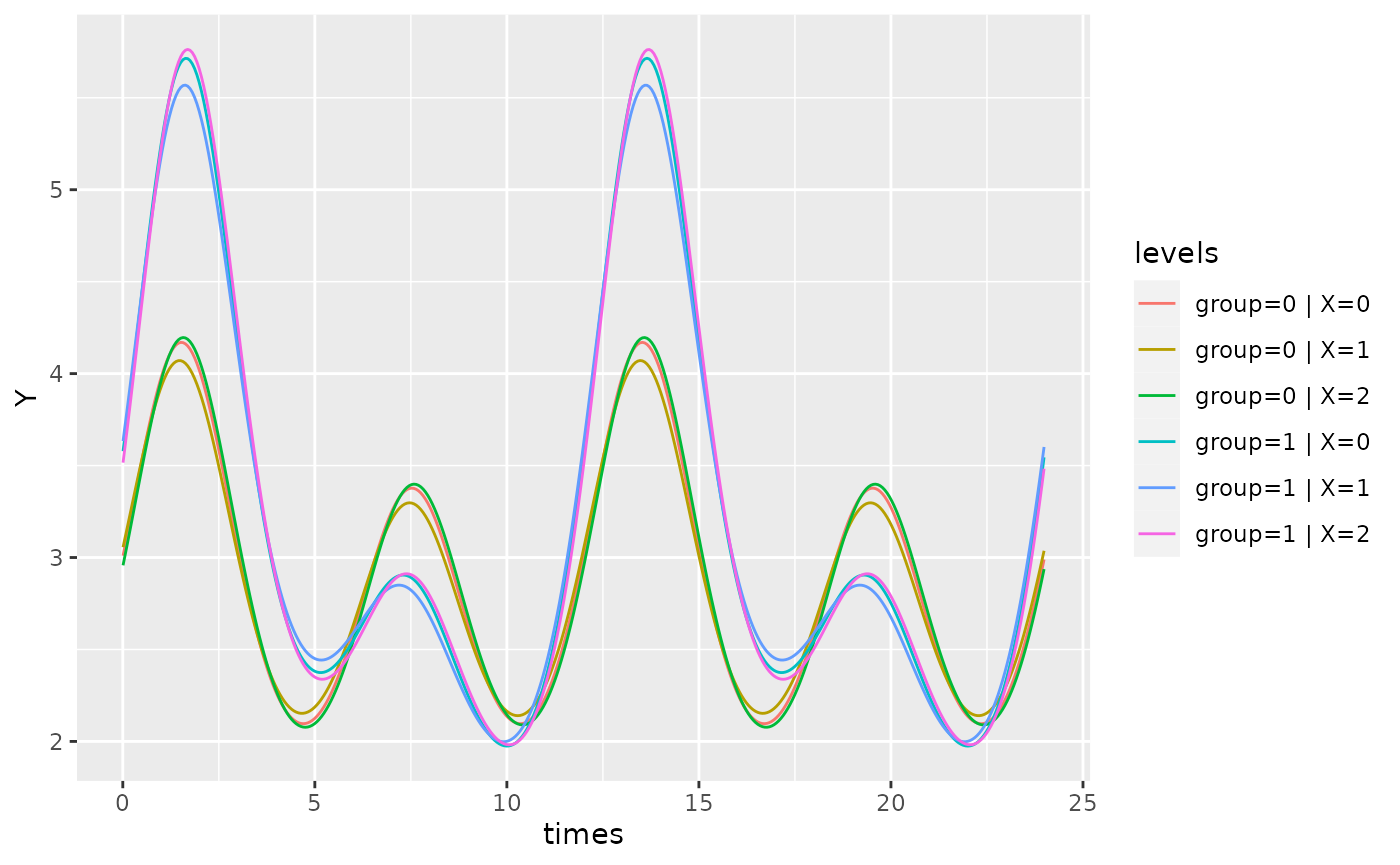 5
4
3
2
Y
0 5 10 15 20 25
times
levels
group=0 | X=0
group=0 | X=1
group=0 | X=2
group=1 | X=0
group=1 | X=1
group=1 | X=2